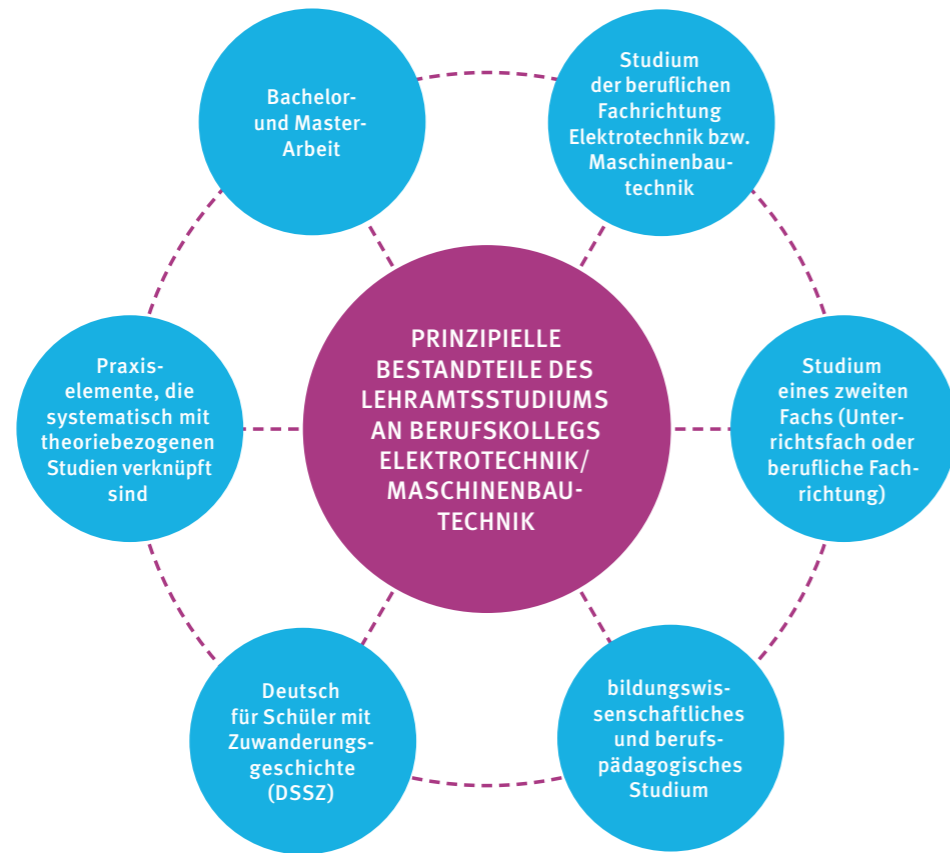 Studium
der beruflichen
Fachrichtung
Elektrotechnik bzw.
Maschinenbau-
technik
Bachelor-
und Master-
Arbeit
PRINZIPIELLE
BESTANDTEILE DES
LEHRAMTSSTUDIUMS
AN BERUFSKOLLEGS
ELEKTROTECHNIK/
MASCHINENBAU-
TECHNIK
Praxis-
elemente, die
systematisch mit
theoriebezogenen
Studien verknüpft
sind
Studium
eines zweiten
Fachs (Unter-
richtsfach oder
berufliche Fach-
richtung)
Deutsch
für Schüler mit
Zuwanderungs-
geschichte
(DSSZ)
bildungswis-
senschaftliches
und berufs-
pädagogisches
Studium